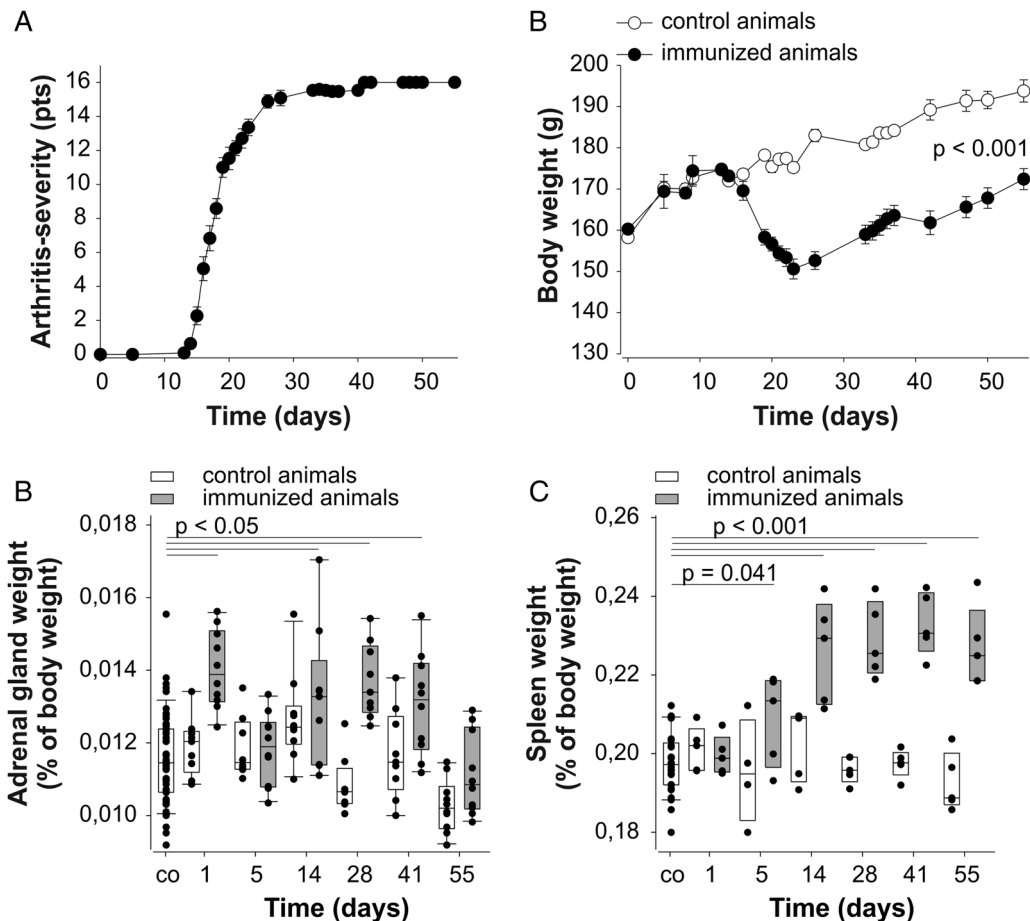 A
Arthritis-severity (pts)
16
14
12
10
8
6
4
2
0
0 10 20 30 40 50
Time (days)
B
control animals
immunized animals
Body weight (g)
200
190
180
170
160
150
140
130
p < 0.001
0 10 20 30 40 50
Time (days)
B
control animals
immunized animals
Adrenal gland weight
(% of body weight)
0,018
0,016
0,014
0,012
0,010
p < 0.05
co 1 5 14 28 41 55
Time (days)
C
control animals
immunized animals
Spleen weight
(% of body weight)
0,26
0,24
0,22
0,20
0,18
p < 0.001
p = 0.041
co 1 5 14 28 41 55
Time (days)